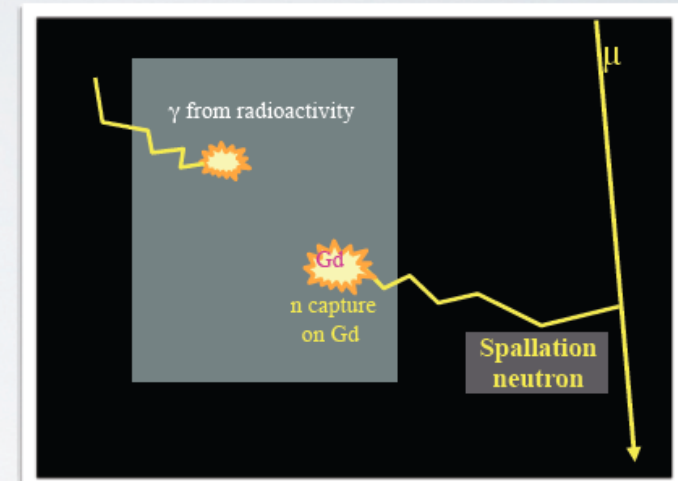 μ
γ from radioactivity
Gd
n capture
on Gd
Spallation
neutron